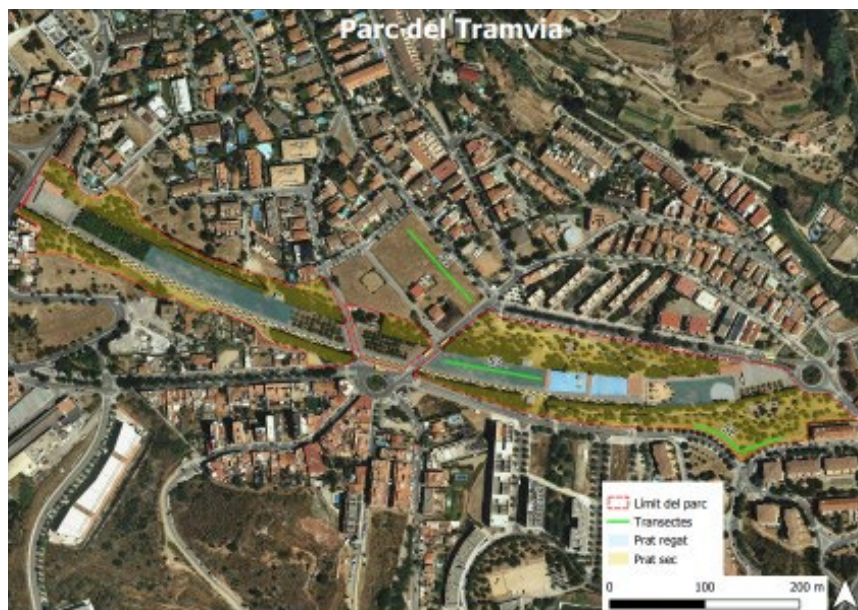 Parc del Tramvia
Límit del parc
Transectes
Prat regat
Prat sec
0 100 200 m